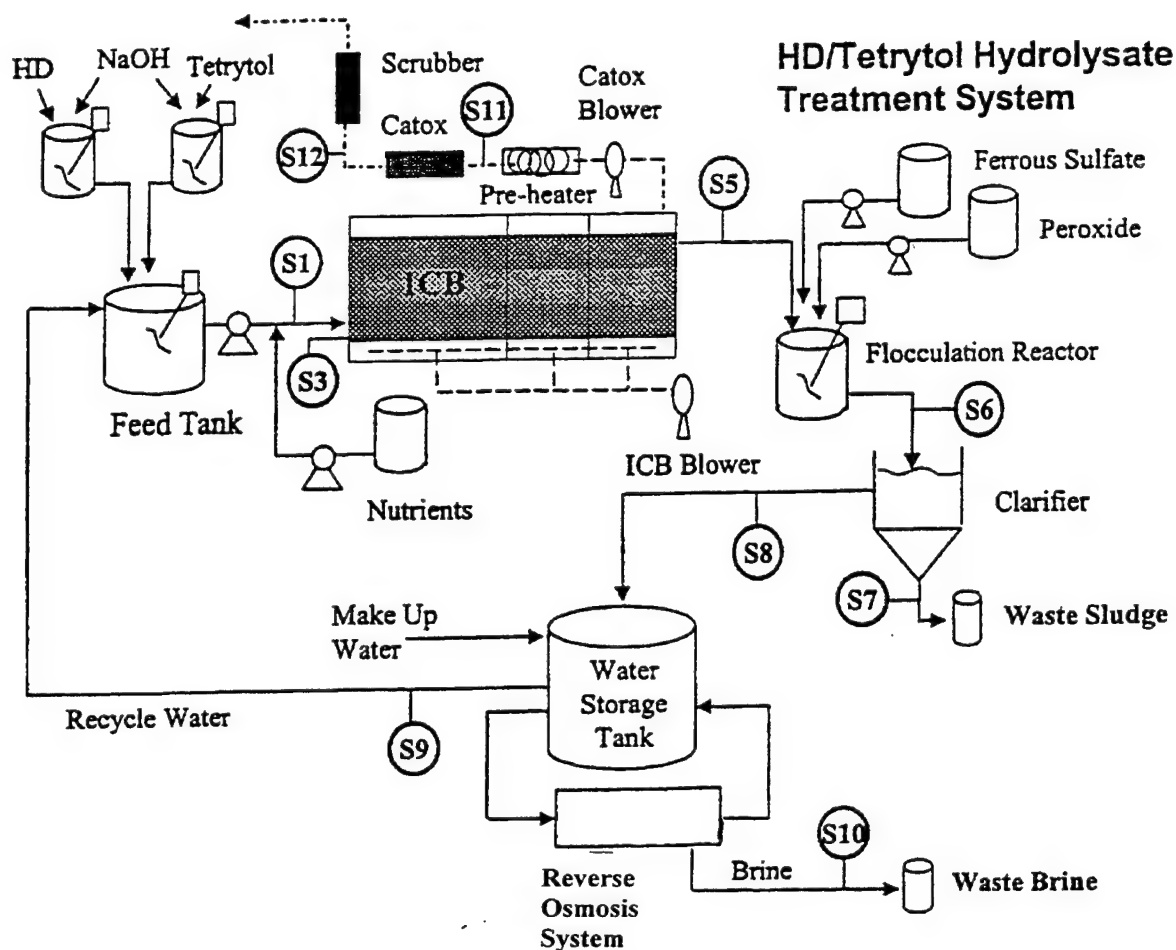 HD/Tetrytol Hydrolysate
Treatment System
HD
NaOH
Tetrytol
Scrubber
Catox
Blower
S11
Catox
S12
Pre-heater
S5
Ferrous Sulfate
Peroxide
S1
ICB
S3
Flocculation Reactor
Feed Tank
S6
ICB Blower
Nutrients
Clarifier
S8
S7
Waste Sludge
Make Up
Water
Water
Storage
Tank
Recycle Water
S9
S10
Brine
Waste Brine
Reverse
Osmosis
System